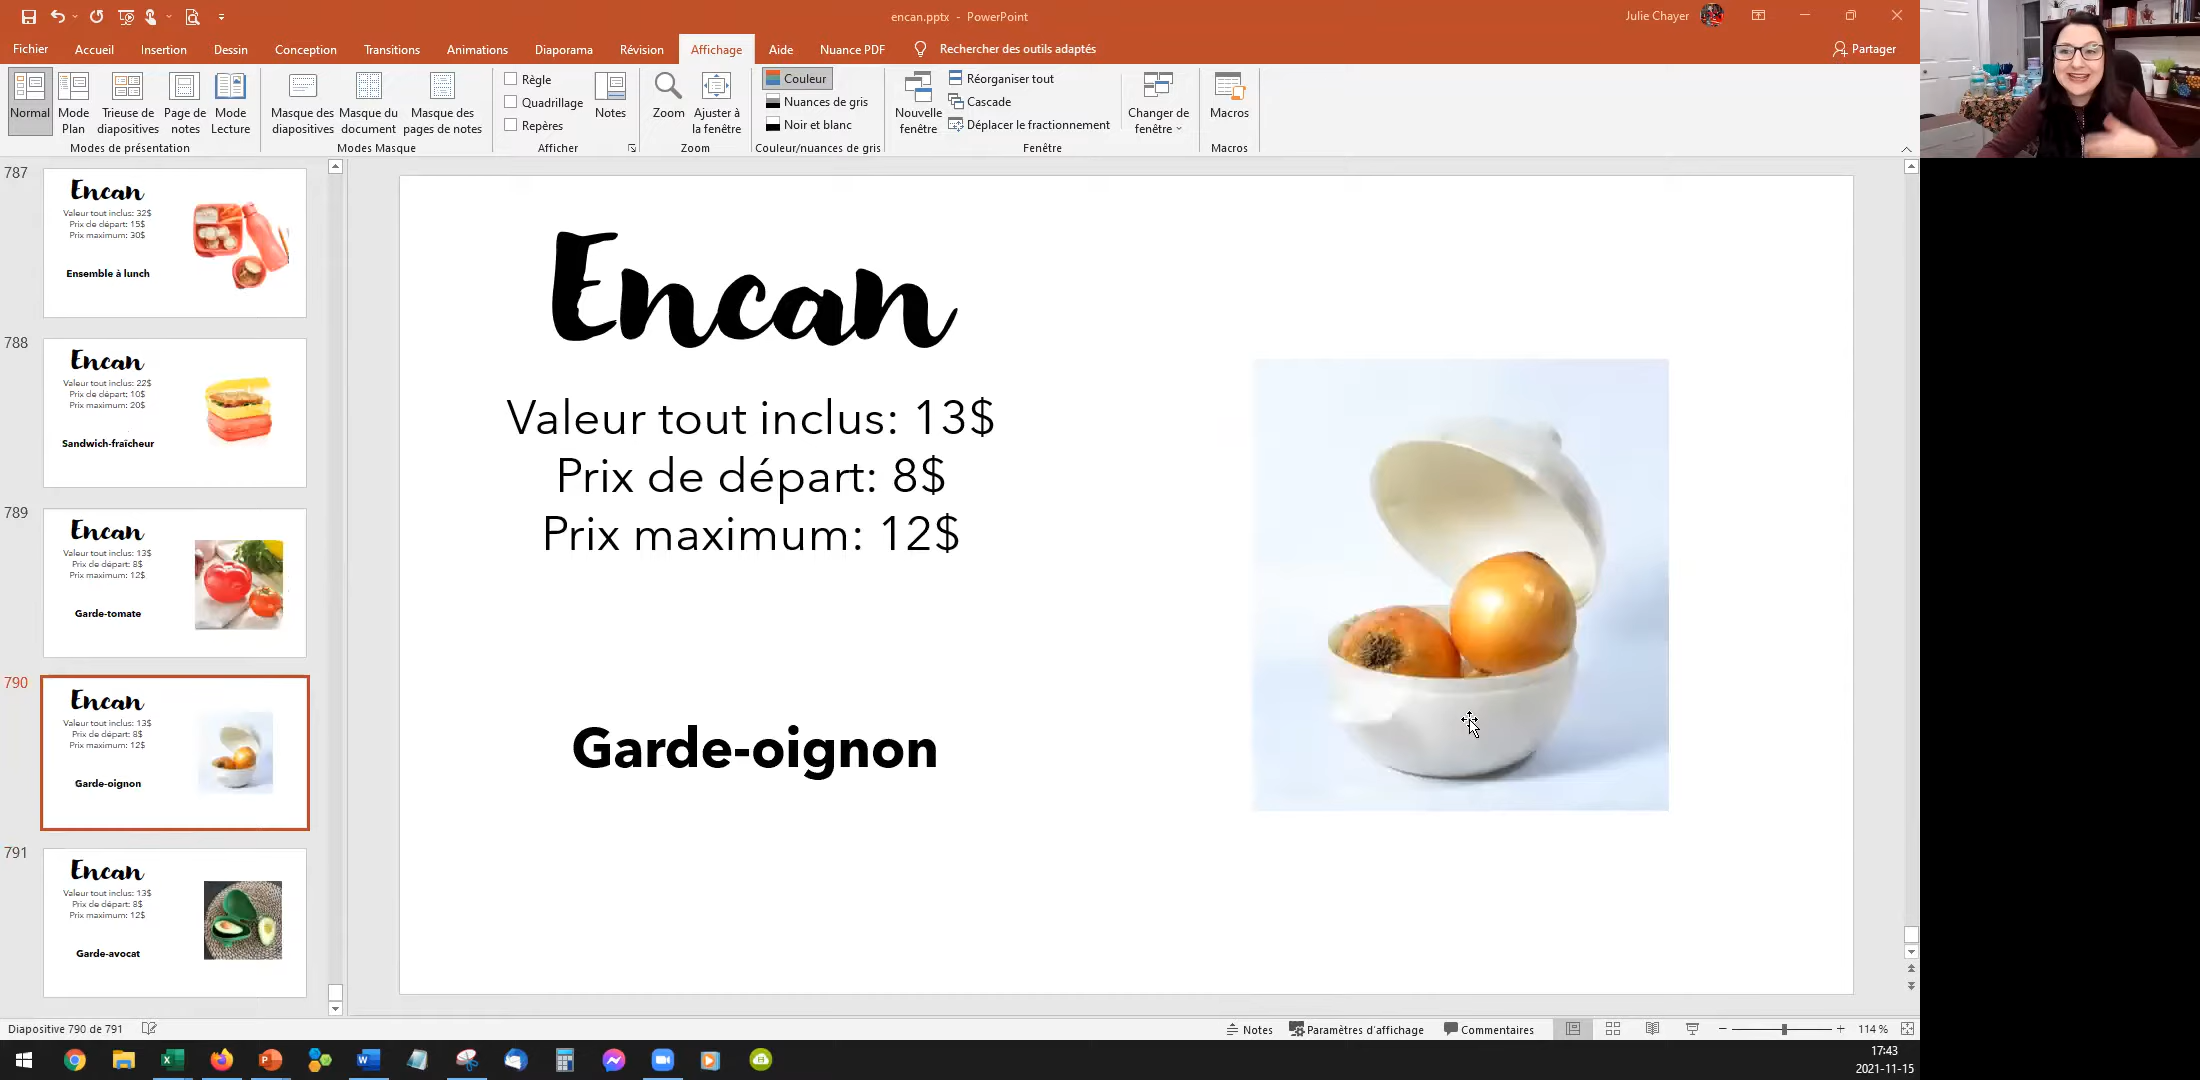 encan.pptx - PowerPoint
Julie Chayer
Fichier Accueil Insertion Dessin Conception Transitions Animations Diaporama Révision Affichage Aide Nuance PDF Rechercher des outils adaptés Partager
Normal
Mode Plan
Trieuse de diapositives
Page de notes
Mode Lecture
Modes de présentation
Masque des diapositives
Masque du document
Masque des pages de notes
Modes Masque
Règle
Quadrillage
Repères
Afficher
Notes
Zoom
Ajuster à la fenêtre
Zoom
Couleur
Nuances de gris
Noir et blanc
Couleur/nuances de gris
Nouvelle fenêtre
Réorganiser tout
Cascade
Déplacer le fractionnement
Changer de fenêtre
Fenêtre
Macros
Macros
787
Encan
Valeur tout inclus: 32$
Prix de départ: 15$
Prix maximum: 30$
Ensemble à lunch
788
Encan
Valeur tout inclus: 22$
Prix de départ: 10$
Prix maximum: 20$
Sandwich-fraîcheur
789
Encan
Valeur tout inclus: 13$
Prix de départ: 8$
Prix maximum: 12$
Garde-tomate
790
Encan
Valeur tout inclus: 13$
Prix de départ: 8$
Prix maximum: 12$
Garde-oignon
791
Encan
Valeur tout inclus: 13$
Prix de départ: 8$
Prix maximum: 12$
Garde-avocat
Encan
Valeur tout inclus: 13$
Prix de départ: 8$
Prix maximum: 12$
Garde-oignon
Diapositive 790 de 791
Notes Paramètres d'affichage Commentaires 114 %
17:43
2021-11-15